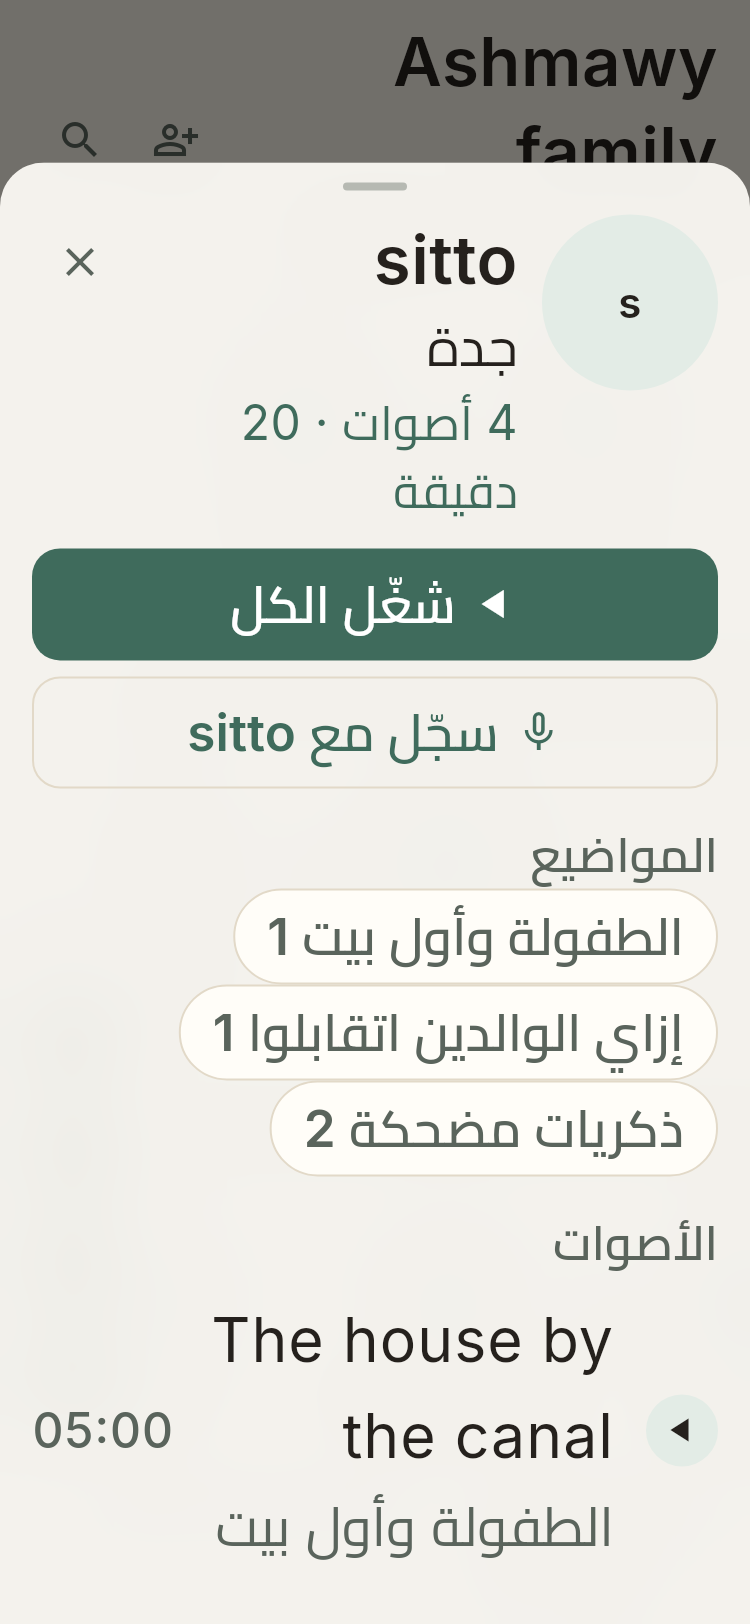 Ashmawy
family
sitto
s
جدة
4 أصوات · 20
دقيقة
شغّل الكل
سجّل مع sitto
المواضيع
الطفولة وأول بيت 1
إزاي الوالدين اتقابلوا 1
ذكريات مضحكة 2
الأصوات
The house by
the canal
05:00
الطفولة وأول بيت